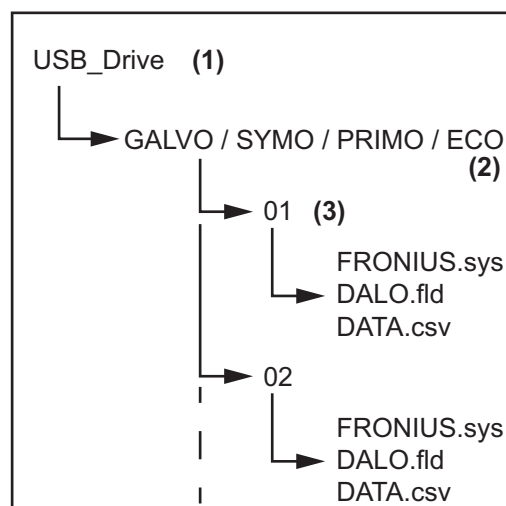 USB_Drive (1)
GALVO / SYMO / PRIMO / ECO
(2)
01 (3)
FRONIUS.sys
DALO.fld
DATA.csv
02
FRONIUS.sys
DALO.fld
DATA.csv